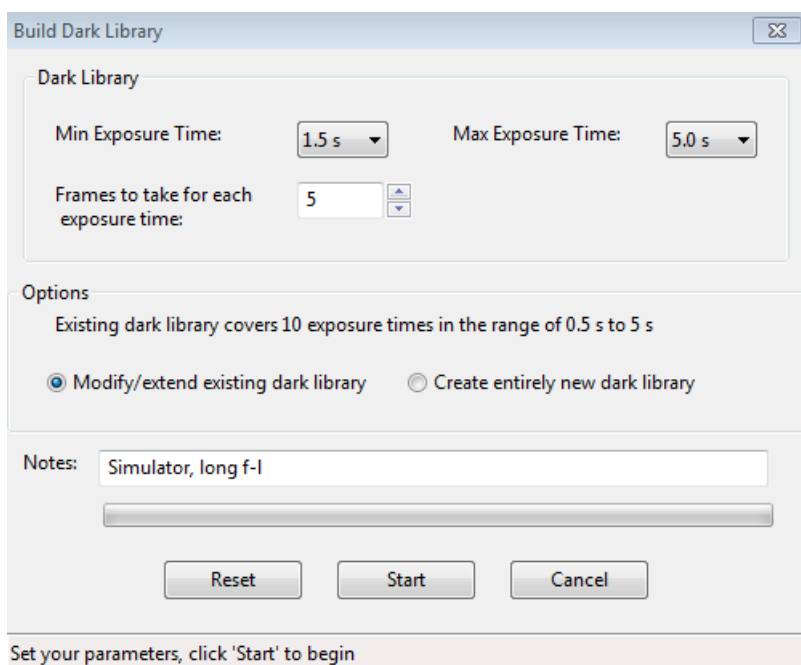 Build Dark Library
Dark Library
Min Exposure Time: 1.5 s Max Exposure Time: 5.0 s
Frames to take for each 5
exposure time:
Options
Existing dark library covers 10 exposure times in the range of 0.5 s to 5 s
Modify/extend existing dark library Create entirely new dark library
Notes: Simulator, long f-l
Reset Start Cancel
Set your parameters, click 'Start' to begin